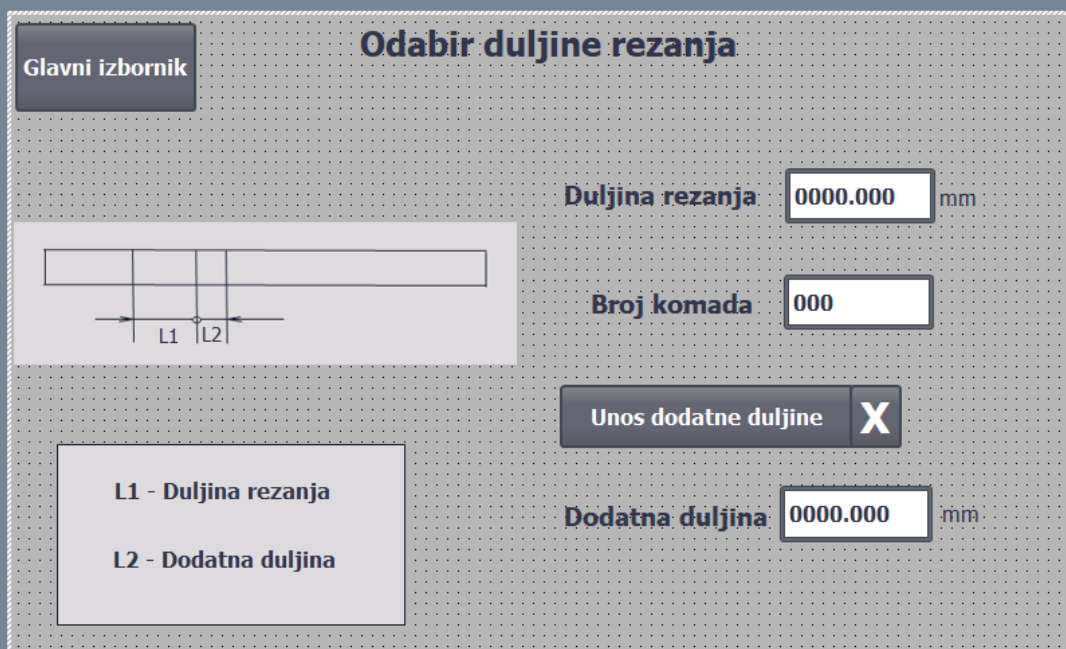 Odabir duljine rezanja
Glavni izbornik
Duljina rezanja 0000.000 mm
L1 L2
Broj komada 000
Unos dodatne duljine X
L1 - Duljina rezanja
L2 - Dodatna duljina
Dodatna duljina 0000.000 mm